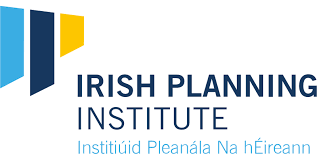 IRISH PLANNING
INSTITUTE
Institiúid Pleanála Na hÉireann